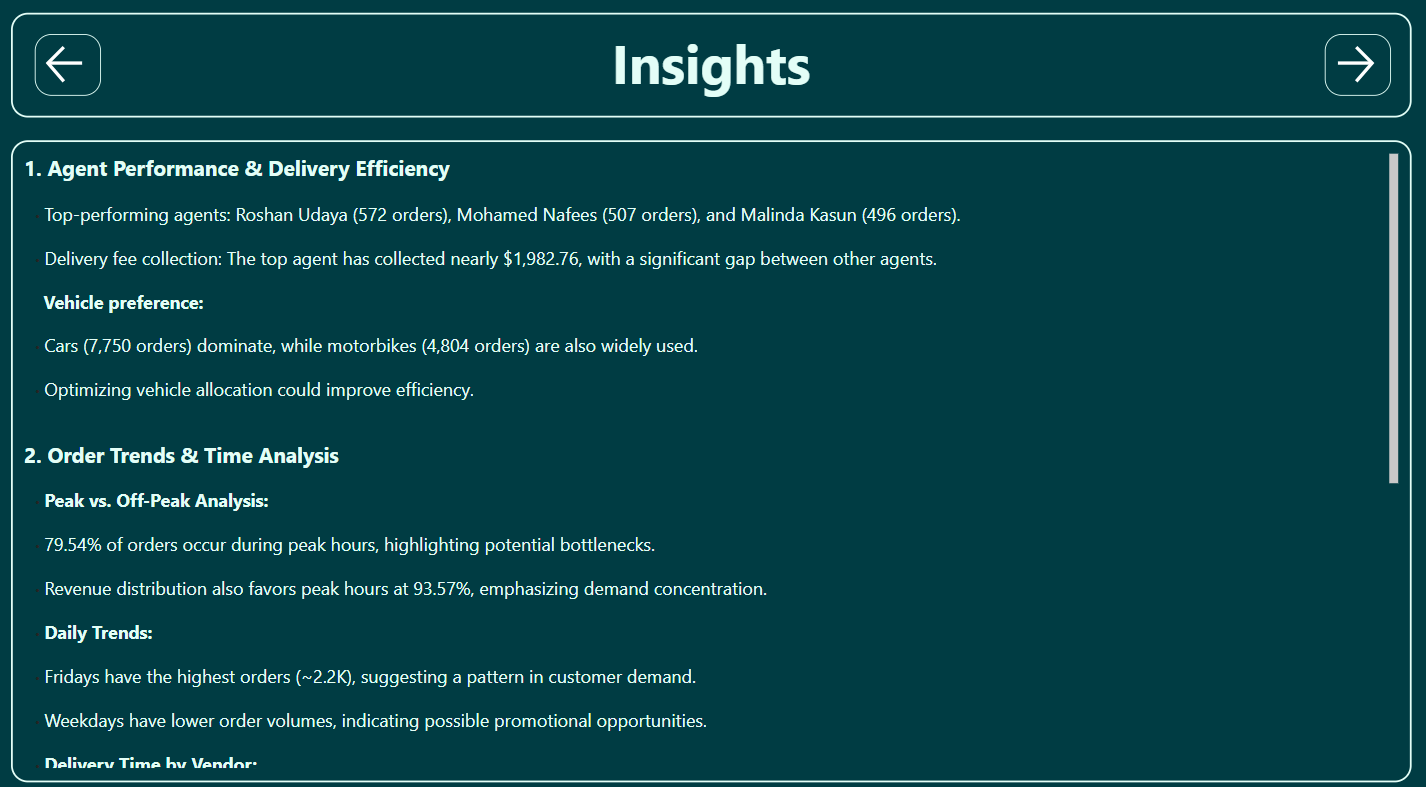 Insights
1. Agent Performance & Delivery Efficiency
Top-performing agents: Roshan Udaya (572 orders), Mohamed Nafees (507 orders), and Malinda Kasun (496 orders).
Delivery fee collection: The top agent has collected nearly $1,982.76, with a significant gap between other agents.
Vehicle preference:
Cars (7,750 orders) dominate, while motorbikes (4,804 orders) are also widely used.
Optimizing vehicle allocation could improve efficiency.
2. Order Trends & Time Analysis
Peak vs. Off-Peak Analysis:
79.54% of orders occur during peak hours, highlighting potential bottlenecks.
Revenue distribution also favors peak hours at 93.57%, emphasizing demand concentration.
Daily Trends:
Fridays have the highest orders (~2.2K), suggesting a pattern in customer demand.
Weekdays have lower order volumes, indicating possible promotional opportunities.
Delivery Time by Vendor: